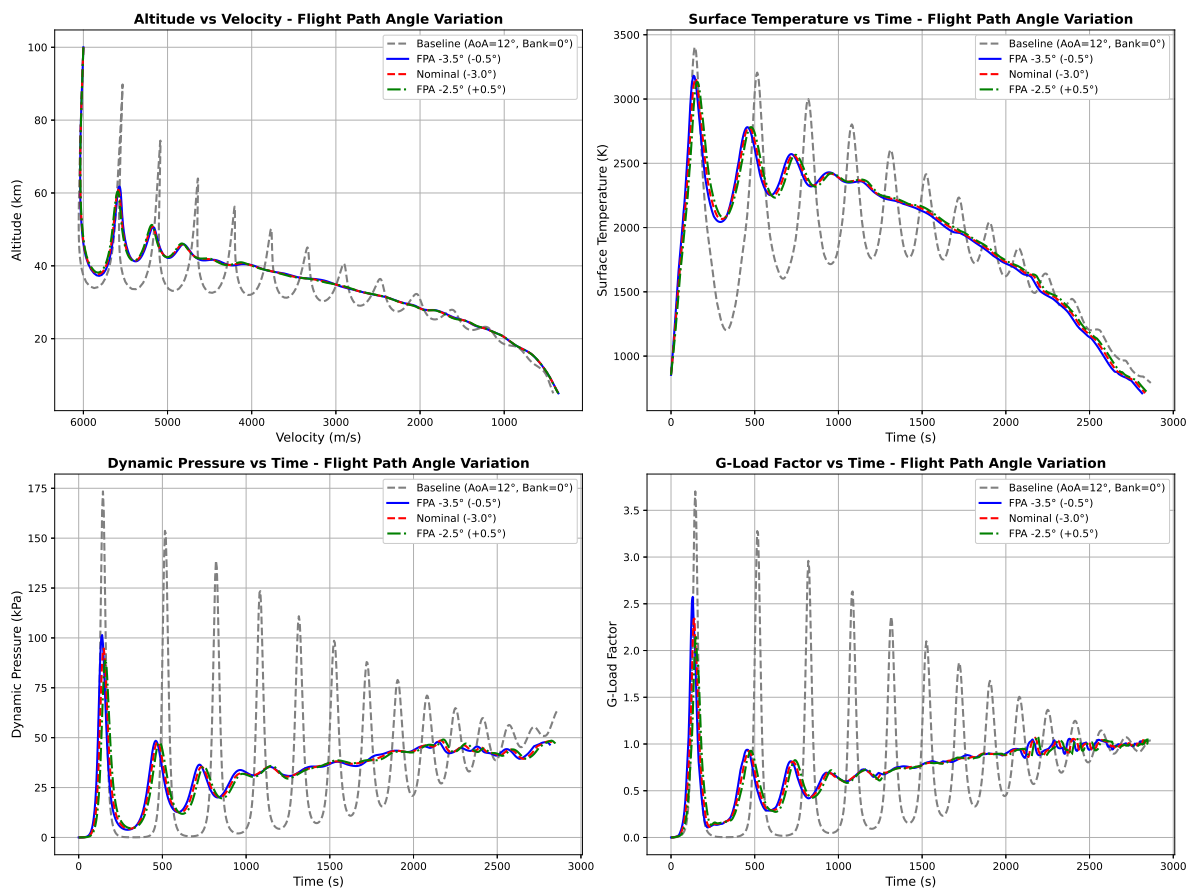 Altitude vs Velocity - Flight Path Angle Variation
Baseline (AoA=12°, Bank=0°)
FPA -3.5° (-0.5°)
Nominal (-3.0°)
FPA -2.5° (+0.5°)
Altitude (km)
100
80
60
40
20
6000 5000 4000 3000 2000 1000
Velocity (m/s)
Surface Temperature vs Time - Flight Path Angle Variation
Baseline (AoA=12°, Bank=0°)
FPA -3.5° (-0.5°)
Nominal (-3.0°)
FPA -2.5° (+0.5°)
Surface Temperature (K)
3500
3000
2500
2000
1500
1000
0 500 1000 1500 2000 2500 3000
Time (s)
Dynamic Pressure vs Time - Flight Path Angle Variation
Baseline (AoA=12°, Bank=0°)
FPA -3.5° (-0.5°)
Nominal (-3.0°)
FPA -2.5° (+0.5°)
Dynamic Pressure (kPa)
175
150
125
100
75
50
25
0
0 500 1000 1500 2000 2500 3000
Time (s)
G-Load Factor vs Time - Flight Path Angle Variation
Baseline (AoA=12°, Bank=0°)
FPA -3.5° (-0.5°)
Nominal (-3.0°)
FPA -2.5° (+0.5°)
G-Load Factor
3.5
3.0
2.5
2.0
1.5
1.0
0.5
0.0
0 500 1000 1500 2000 2500 3000
Time (s)